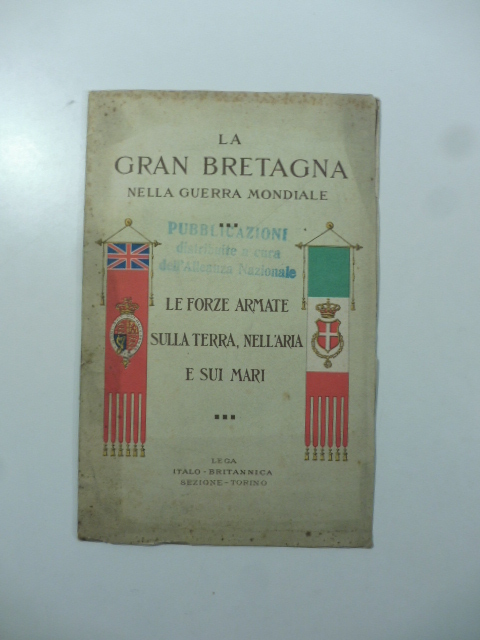 LA
GRAN BRETAGNA
NELLA GUERRA MONDIALE
PUBBLICAZIONI
distribuite a cura
dell'Alleanza Nazionale
LE FORZE ARMATE
SULLA TERRA, NELL'ARIA
E SUI MARI
LEGA
ITALO-BRITANNICA
SEZIONE-TORINO